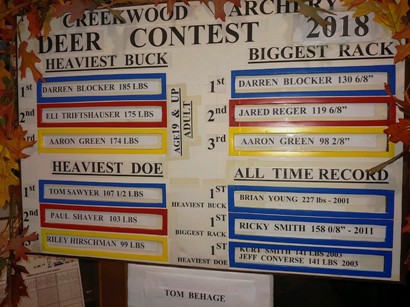 CREEKWOOD ARCHERY
DEER CONTEST 2018
HEAVIEST BUCK
1st DARREN BLOCKER 185 LBS
2nd ELI TRIFTSHAUSER 175 LBS
3rd AARON GREEN 174 LBS
AGE 19 & UP
ADULT
BIGGEST RACK
1st DARREN BLOCKER 130 6/8"
2nd JARED REGER 119 6/8"
3rd AARON GREEN 98 2/8"
HEAVIEST DOE
1st TOM SAWYER 107 1/2 LBS
2nd PAUL SHAVER 103 LBS
3rd RILEY HIRSCHMAN 99 LBS
ALL TIME RECORD
1st
HEAVIEST BUCK BRIAN YOUNG 227 lbs - 2001
1st
BIGGEST RACK RICKY SMITH 158 0/8" - 2011
1st KURT SMITH 141 LBS 2003
HEAVIEST DOE JEFF CONVERSE 141 LBS 2003
TOM BEHAGE